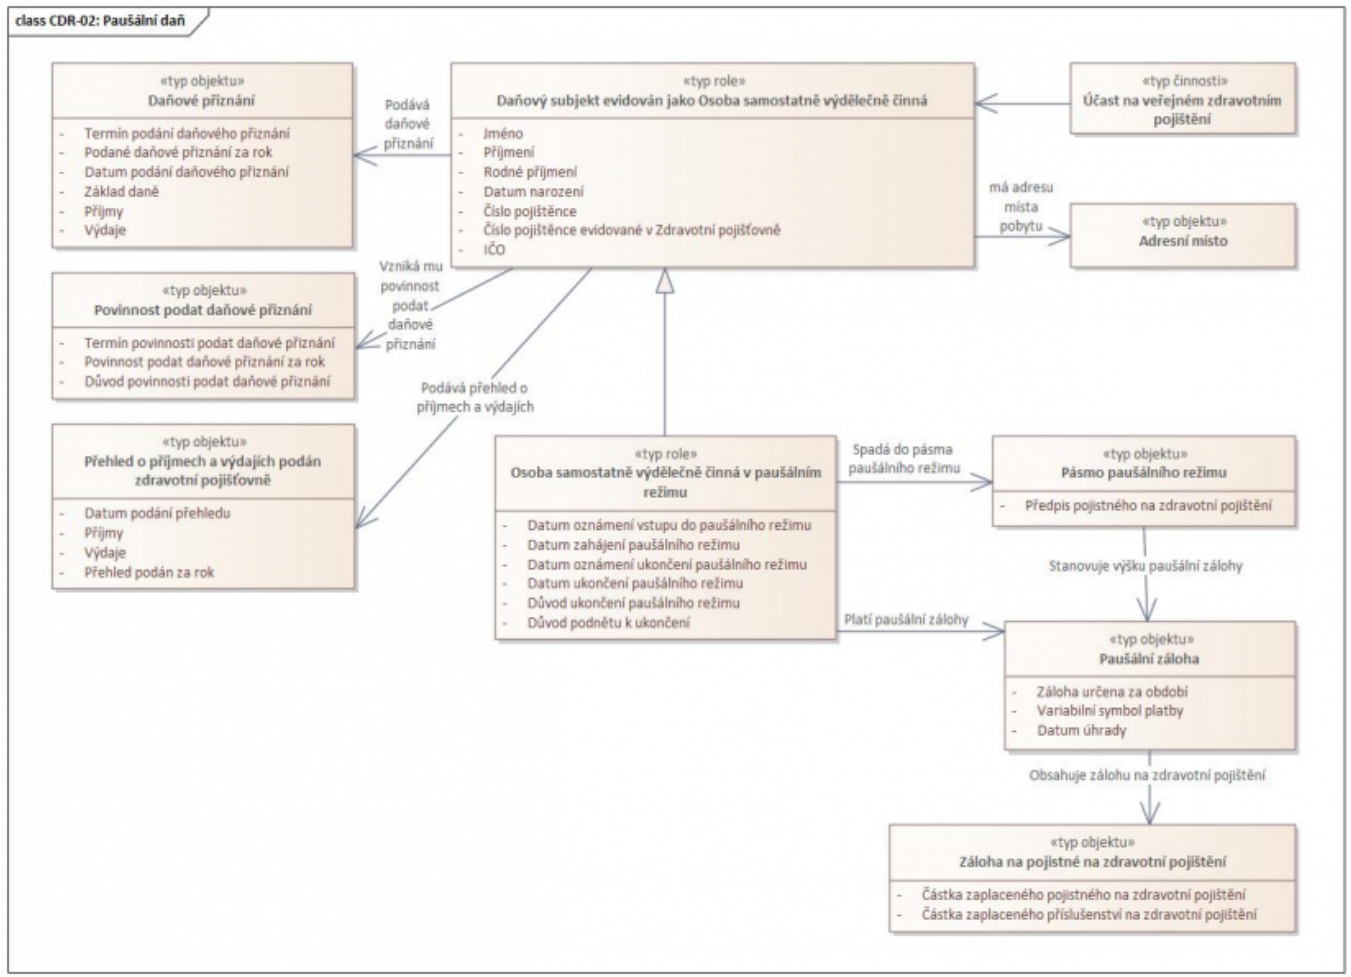 class CDR-02: Paušální daň
«typ objektu»
Daňové přiznání
- Termín podání daňového přiznání
- Podané daňové přiznání za rok
- Datum podání daňového přiznání
- Základ daně
- Příjmy
- Výdaje
Podává
daňové
přiznání
«typ role»
Daňový subjekt evidován jako Osoba samostatně výdělečně činná
- Jméno
- Příjmení
- Rodné příjmení
- Datum narození
- Číslo pojištěnce
- Číslo pojištěnce evidované v Zdravotní pojišťovně
- IČO
«typ činnosti»
Účast na veřejném zdravotním
pojištění
má adresu
místa
pobytu
«typ objektu»
Adresní místo
Vzniká mu
povinnost
podat
daňové
přiznání
«typ objektu»
Povinnost podat daňové přiznání
- Termín povinnosti podat daňové přiznání
- Povinnost podat daňové přiznání za rok
- Důvod povinnosti podat daňové přiznání
Podává přehled o
příjmech a výdajích
«typ objektu»
Přehled o příjmech a výdajích podán
zdravotní pojišťovně
- Datum podání přehledu
- Příjmy
- Výdaje
- Přehled podán za rok
«typ role»
Osoba samostatně výdělečně činná v paušálním
režimu
- Datum oznámení vstupu do paušálního režimu
- Datum zahájení paušálního režimu
- Datum oznámení ukončení paušálního režimu
- Datum ukončení paušálního režimu
- Důvod ukončení paušálního režimu
- Důvod podnětu k ukončení
Spadá do pásma
paušálního režimu
«typ objektu»
Pásmo paušálního režimu
- Předpis pojistného na zdravotní pojištění
Stanovuje výšku paušální zálohy
Platí paušální zálohy
«typ objektu»
Paušální záloha
- Záloha určena za období
- Variabilní symbol platby
- Datum úhrady
Obsahuje zálohu na zdravotní pojištění
«typ objektu»
Záloha na pojistné na zdravotní pojištění
- Částka zaplaceného pojistného na zdravotní pojištění
- Částka zaplaceného příslušenství na zdravotní pojištění